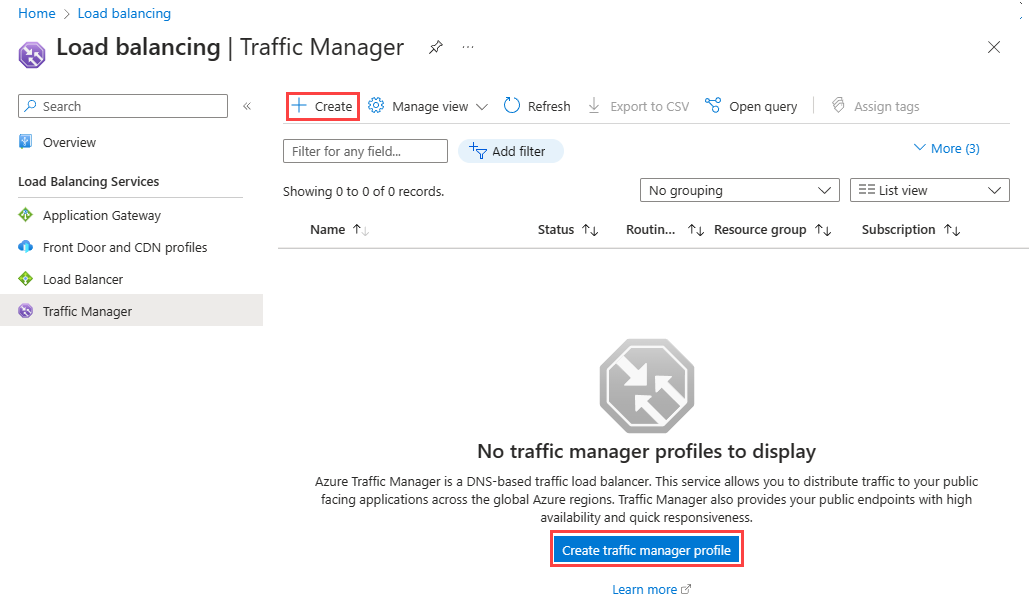 Home > Load balancing
Load balancing | Traffic Manager
Search
Overview
Load Balancing Services
Application Gateway
Front Door and CDN profiles
Load Balancer
Traffic Manager
Create Manage view Refresh Export to CSV Open query Assign tags
Filter for any field... Add filter More (3)
Showing 0 to 0 of 0 records. No grouping List view
Name Status Routin... Resource group Subscription
No traffic manager profiles to display
Azure Traffic Manager is a DNS-based traffic load balancer. This service allows you to distribute traffic to your public
facing applications across the global Azure regions. Traffic Manager also provides your public endpoints with high
availability and quick responsiveness.
Create traffic manager profile
Learn more